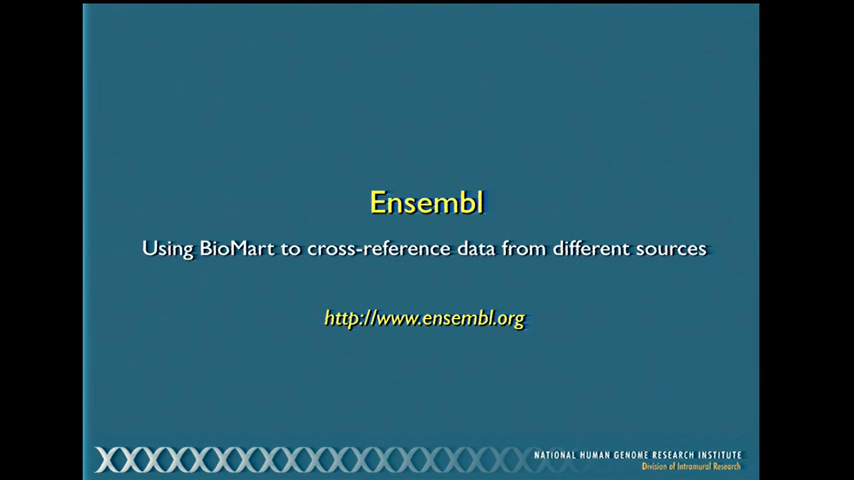 Ensembl
Using BioMart to cross-reference data from different sources
http://www.ensembl.org
NATIONAL HUMAN GENOME RESEARCH INSTITUTE
Division of Intramural Research